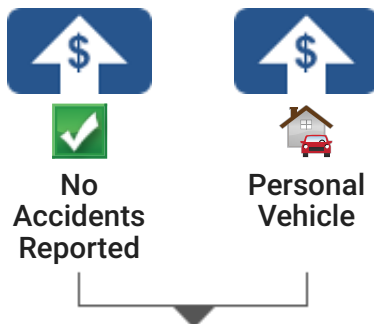 $
$
No
Accidents
Reported
Personal
Vehicle